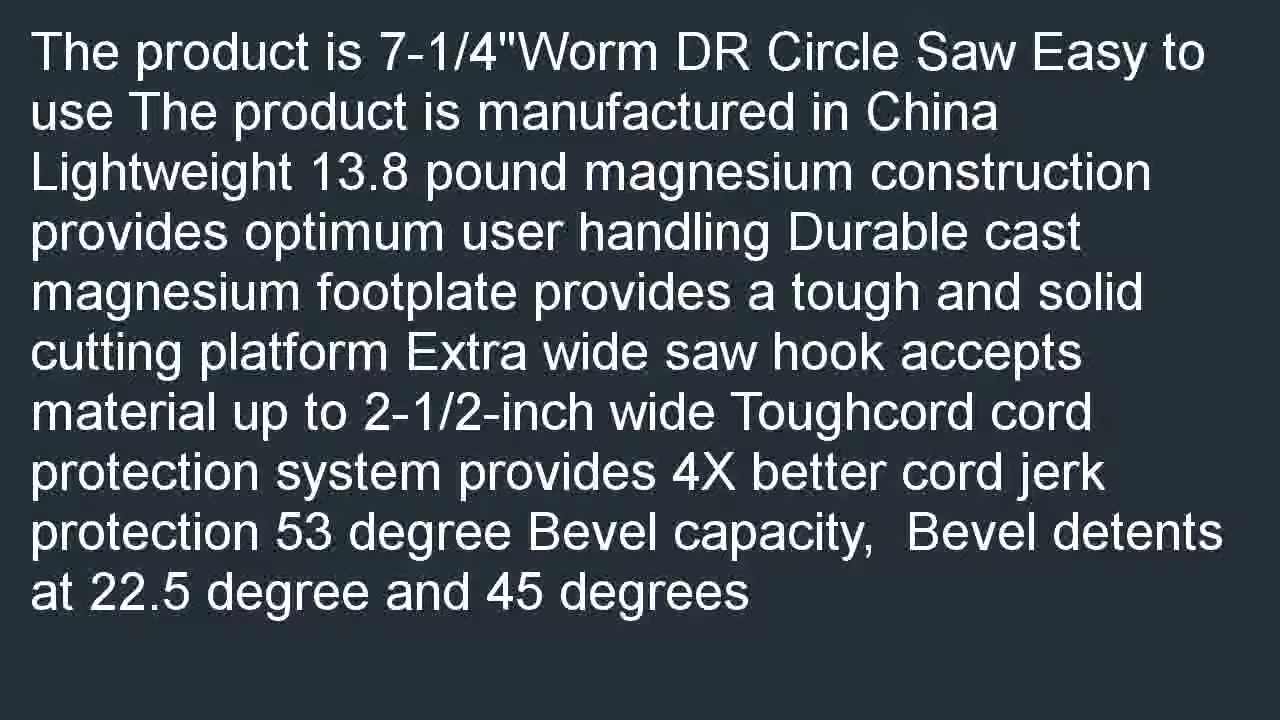 The product is 7-1/4"Worm DR Circle Saw Easy to
use The product is manufactured in China
Lightweight 13.8 pound magnesium construction
provides optimum user handling Durable cast
magnesium footplate provides a tough and solid
cutting platform Extra wide saw hook accepts
material up to 2-1/2-inch wide Toughcord cord
protection system provides 4X better cord jerk
protection 53 degree Bevel capacity,  Bevel detents
at 22.5 degree and 45 degrees